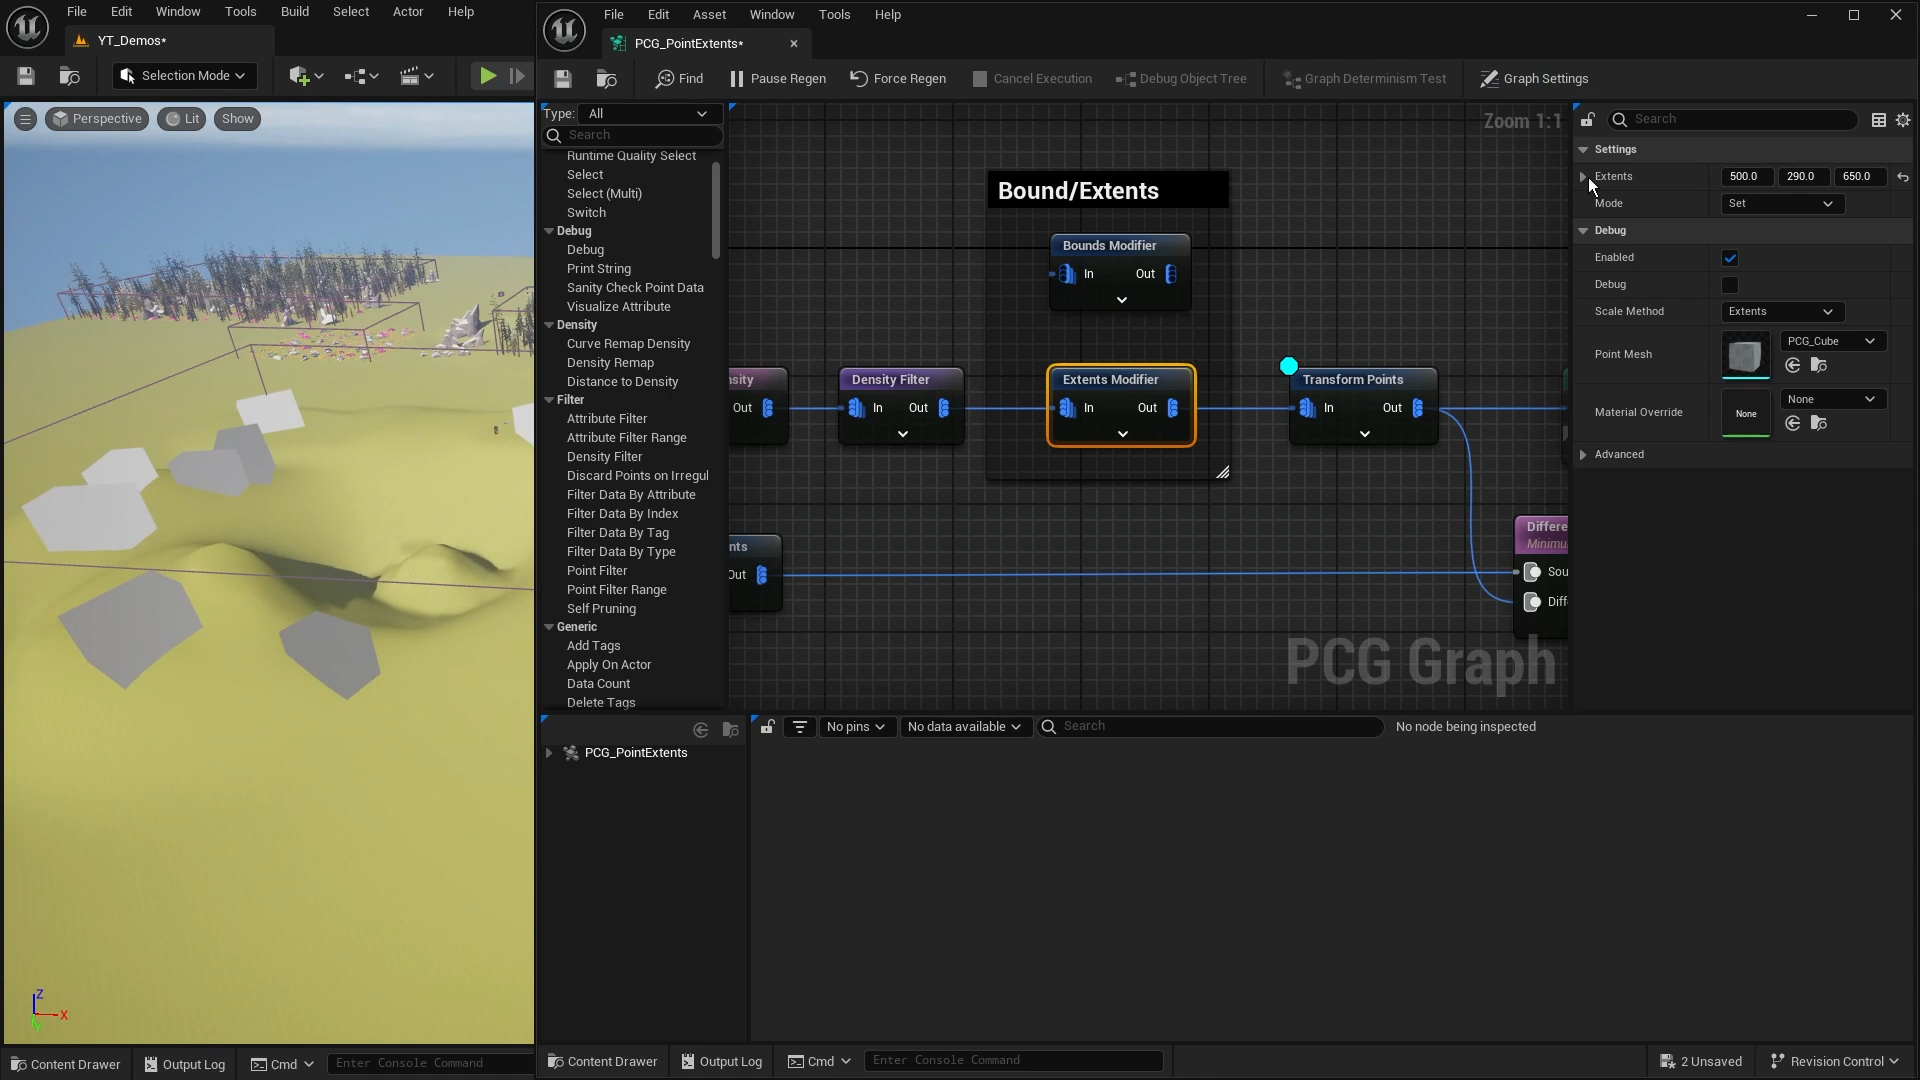 File Edit Window Tools Build Select Actor Help
YT_Demos*
Selection Mode
Perspective Lit Show
Z
X
Y
Content Drawer Output Log Cmd Enter Console Command
File Edit Asset Window Tools Help
PCG_PointExtents*
Find Pause Regen Force Regen Cancel Execution Debug Object Tree Graph Determinism Test Graph Settings
Type: All
Search
Runtime Quality Select
Select
Select (Multi)
Switch
Debug
Debug
Print String
Sanity Check Point Data
Visualize Attribute
Density
Curve Remap Density
Density Remap
Distance to Density
Filter
Attribute Filter
Attribute Filter Range
Density Filter
Discard Points on Irregul
Filter Data By Attribute
Filter Data By Index
Filter Data By Tag
Filter Data By Type
Point Filter
Point Filter Range
Self Pruning
Generic
Add Tags
Apply On Actor
Data Count
Delete Tags
Zoom 1:1
Bound/Extents
Bounds Modifier
In Out
nsity
Out
Density Filter
In Out
Extents Modifier
In Out
Transform Points
In Out
nts
Out
Differe
Minimu
Sou
Diff
PCG Graph
Search
Settings
Extents 500.0 290.0 650.0
Mode Set
Debug
Enabled
Debug
Scale Method Extents
Point Mesh PCG_Cube
Material Override None None
Advanced
PCG_PointExtents
No pins No data available Search No node being inspected
Content Drawer Output Log Cmd Enter Console Command 2 Unsaved Revision Control